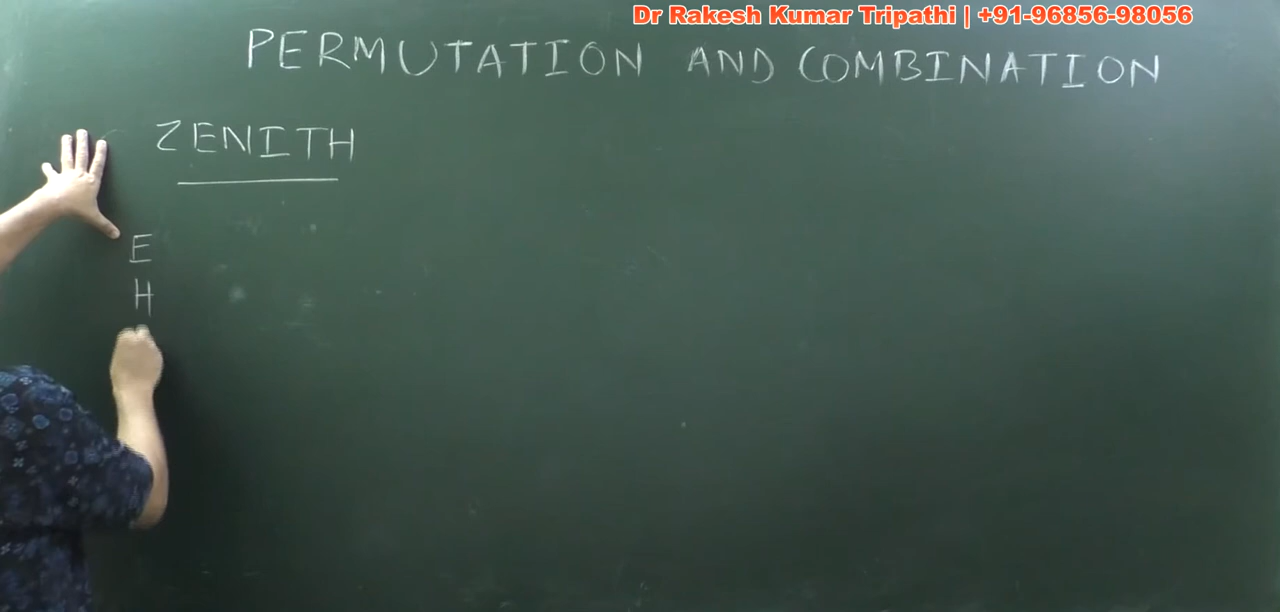 Dr Rakesh Kumar Tripathi | +91-96856-98056
PERMUTATION AND COMBINATION
ZENITH
E
H